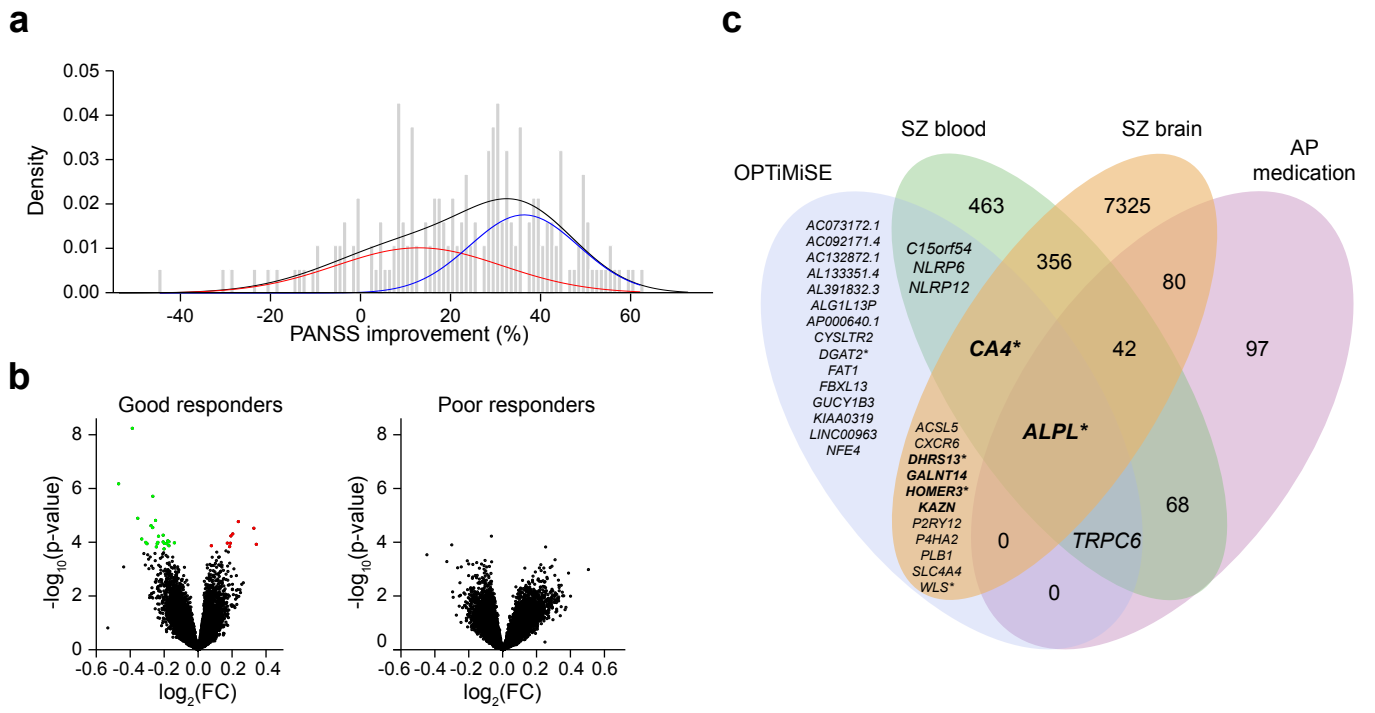 a
0.05
0.04
0.03
0.02
0.01
0.00
Density
-40
-20
0
20
40
60
PANSS improvement (%)
b
Good responders
8
6
4
2
0
-log10(p-value)
-0.6
-0.4
-0.2
0.0
0.2
0.4
log2(FC)
Poor responders
8
6
4
2
0
-log10(p-value)
-0.6
-0.4
-0.2
0.0
0.2
0.4
0.6
log2(FC)
c
OPTiMiSE
SZ blood
SZ brain
AP
medication
AC073172.1
AC092171.4
AC132872.1
AL133351.4
AL391832.3
ALG1L13P
AP000640.1
CYSLTR2
DGAT2*
FAT1
FBXL13
GUCY1B3
KIAA0319
LINC00963
NFE4
463
7325
C15orf54
NLRP6
NLRP12
356
80
CA4*
42
97
ALPL*
ACSL5
CXCR6
DHRS13*
GALNT14
HOMER3*
KAZN
P2RY12
P4HA2
PLB1
SLC4A4
WLS*
68
0
TRPC6
0